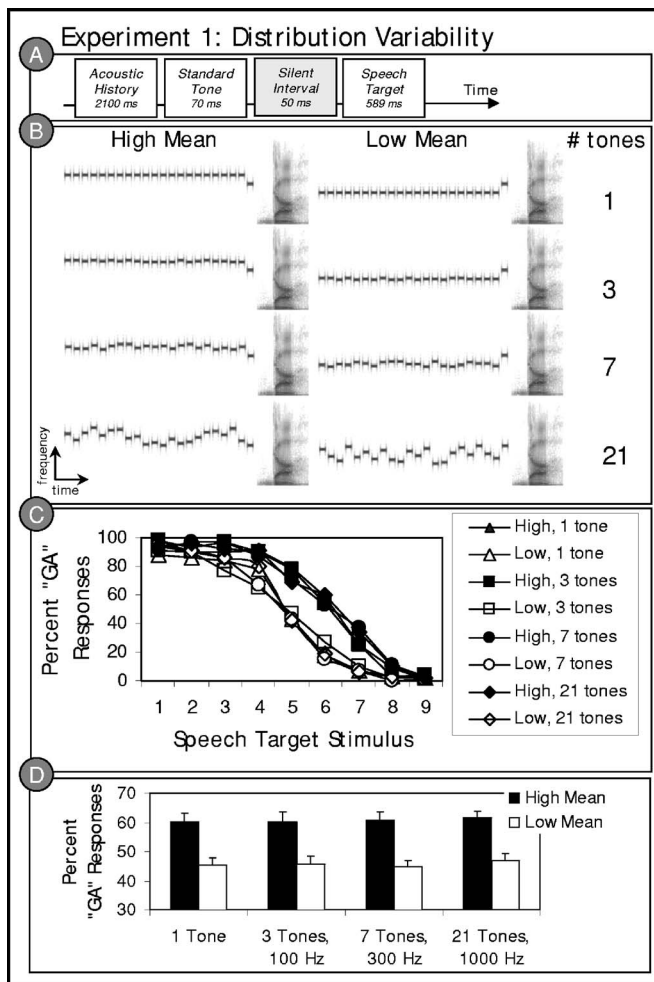 Experiment 1: Distribution Variability
A
Acoustic History 2100 ms
Standard Tone 70 ms
Silent Interval 50 ms
Speech Target 589 ms
Time
B
High Mean
Low Mean
# tones
1
3
7
21
frequency
time
C
Percent "GA" Responses
100
80
60
40
20
0
1 2 3 4 5 6 7 8 9
Speech Target Stimulus
High, 1 tone
Low, 1 tone
High, 3 tones
Low, 3 tones
High, 7 tones
Low, 7 tones
High, 21 tones
Low, 21 tones
D
Percent "GA" Responses
70
60
50
40
30
High Mean
Low Mean
1 Tone
3 Tones, 100 Hz
7 Tones, 300 Hz
21 Tones, 1000 Hz